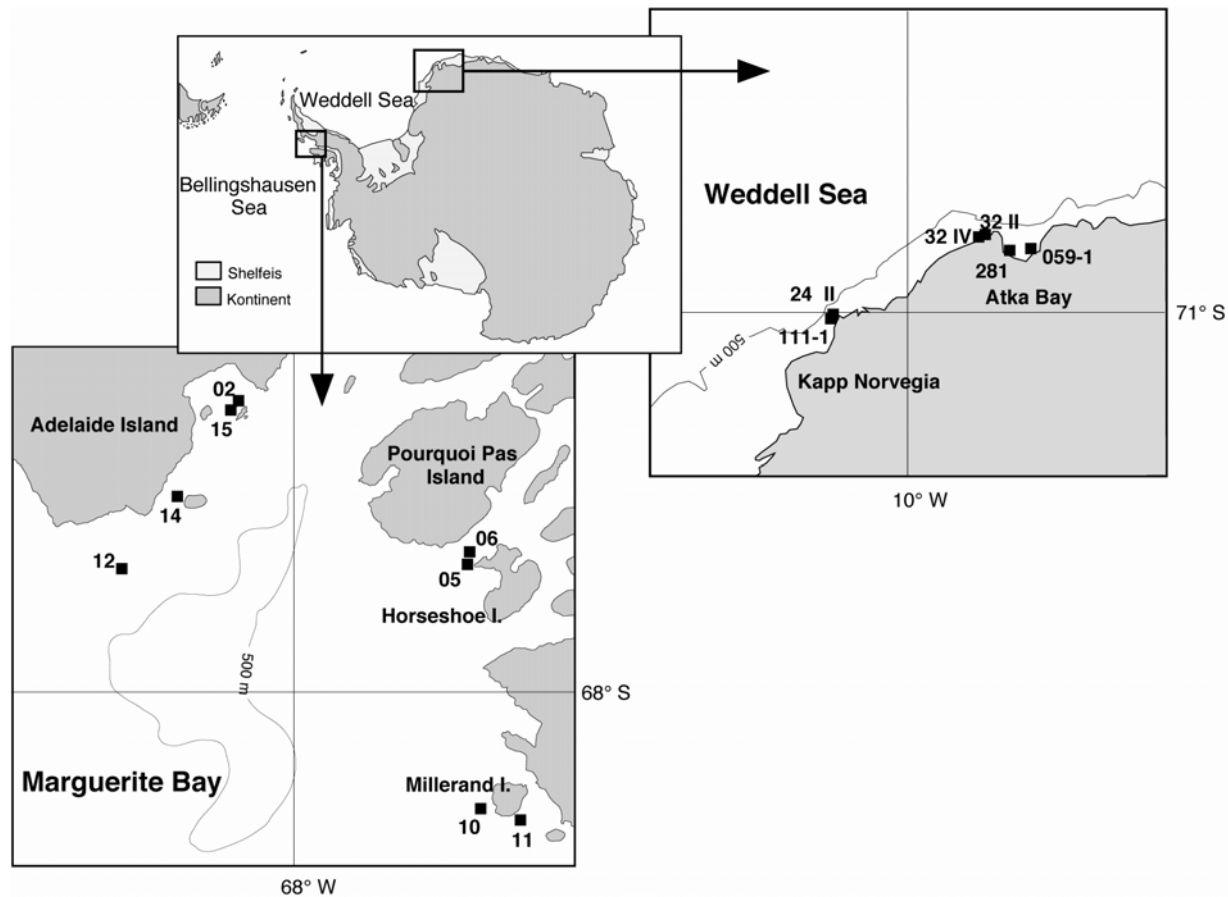 Weddell Sea
Bellingshausen
Sea
Shelfeis
Kontinent
Weddell Sea
32 II
32 IV
059-1
281
Atka Bay
24 II
71° S
111-1
500 m
Kapp Norvegia
10° W
02
Adelaide Island
15
Pourquoi Pas
Island
14
06
12
05
Horseshoe I.
500 m
68° S
Marguerite Bay
Millerand I.
10
11
68° W